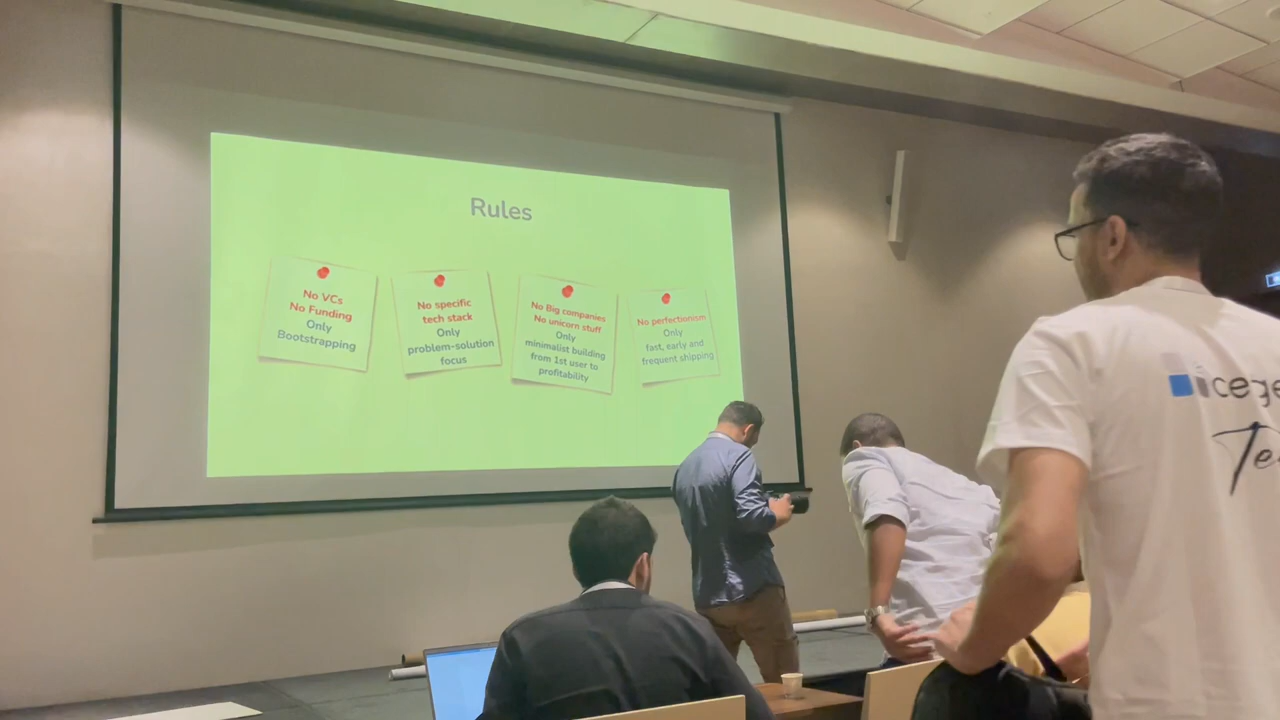 Rules
No VCs
No Funding
Only
Bootstrapping
No specific
tech stack
Only
problem-solution
focus
No Big companies
No unicorn stuff
Only
minimalist building
from 1st user to
profitability
No perfectionism
Only
fast, early and
frequent shipping